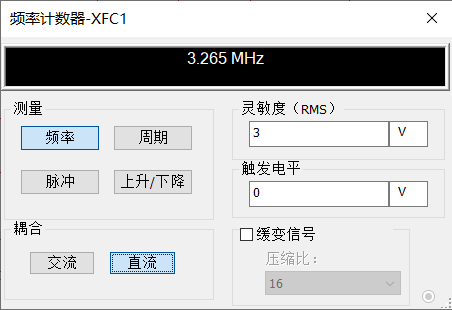 频率计数器-XFC1
3.265 MHz
测量
频率
周期
脉冲
上升/下降
耦合
交流
直流
灵敏度（RMS）
3
V
触发电平
0
V
缓变信号
压缩比：
16